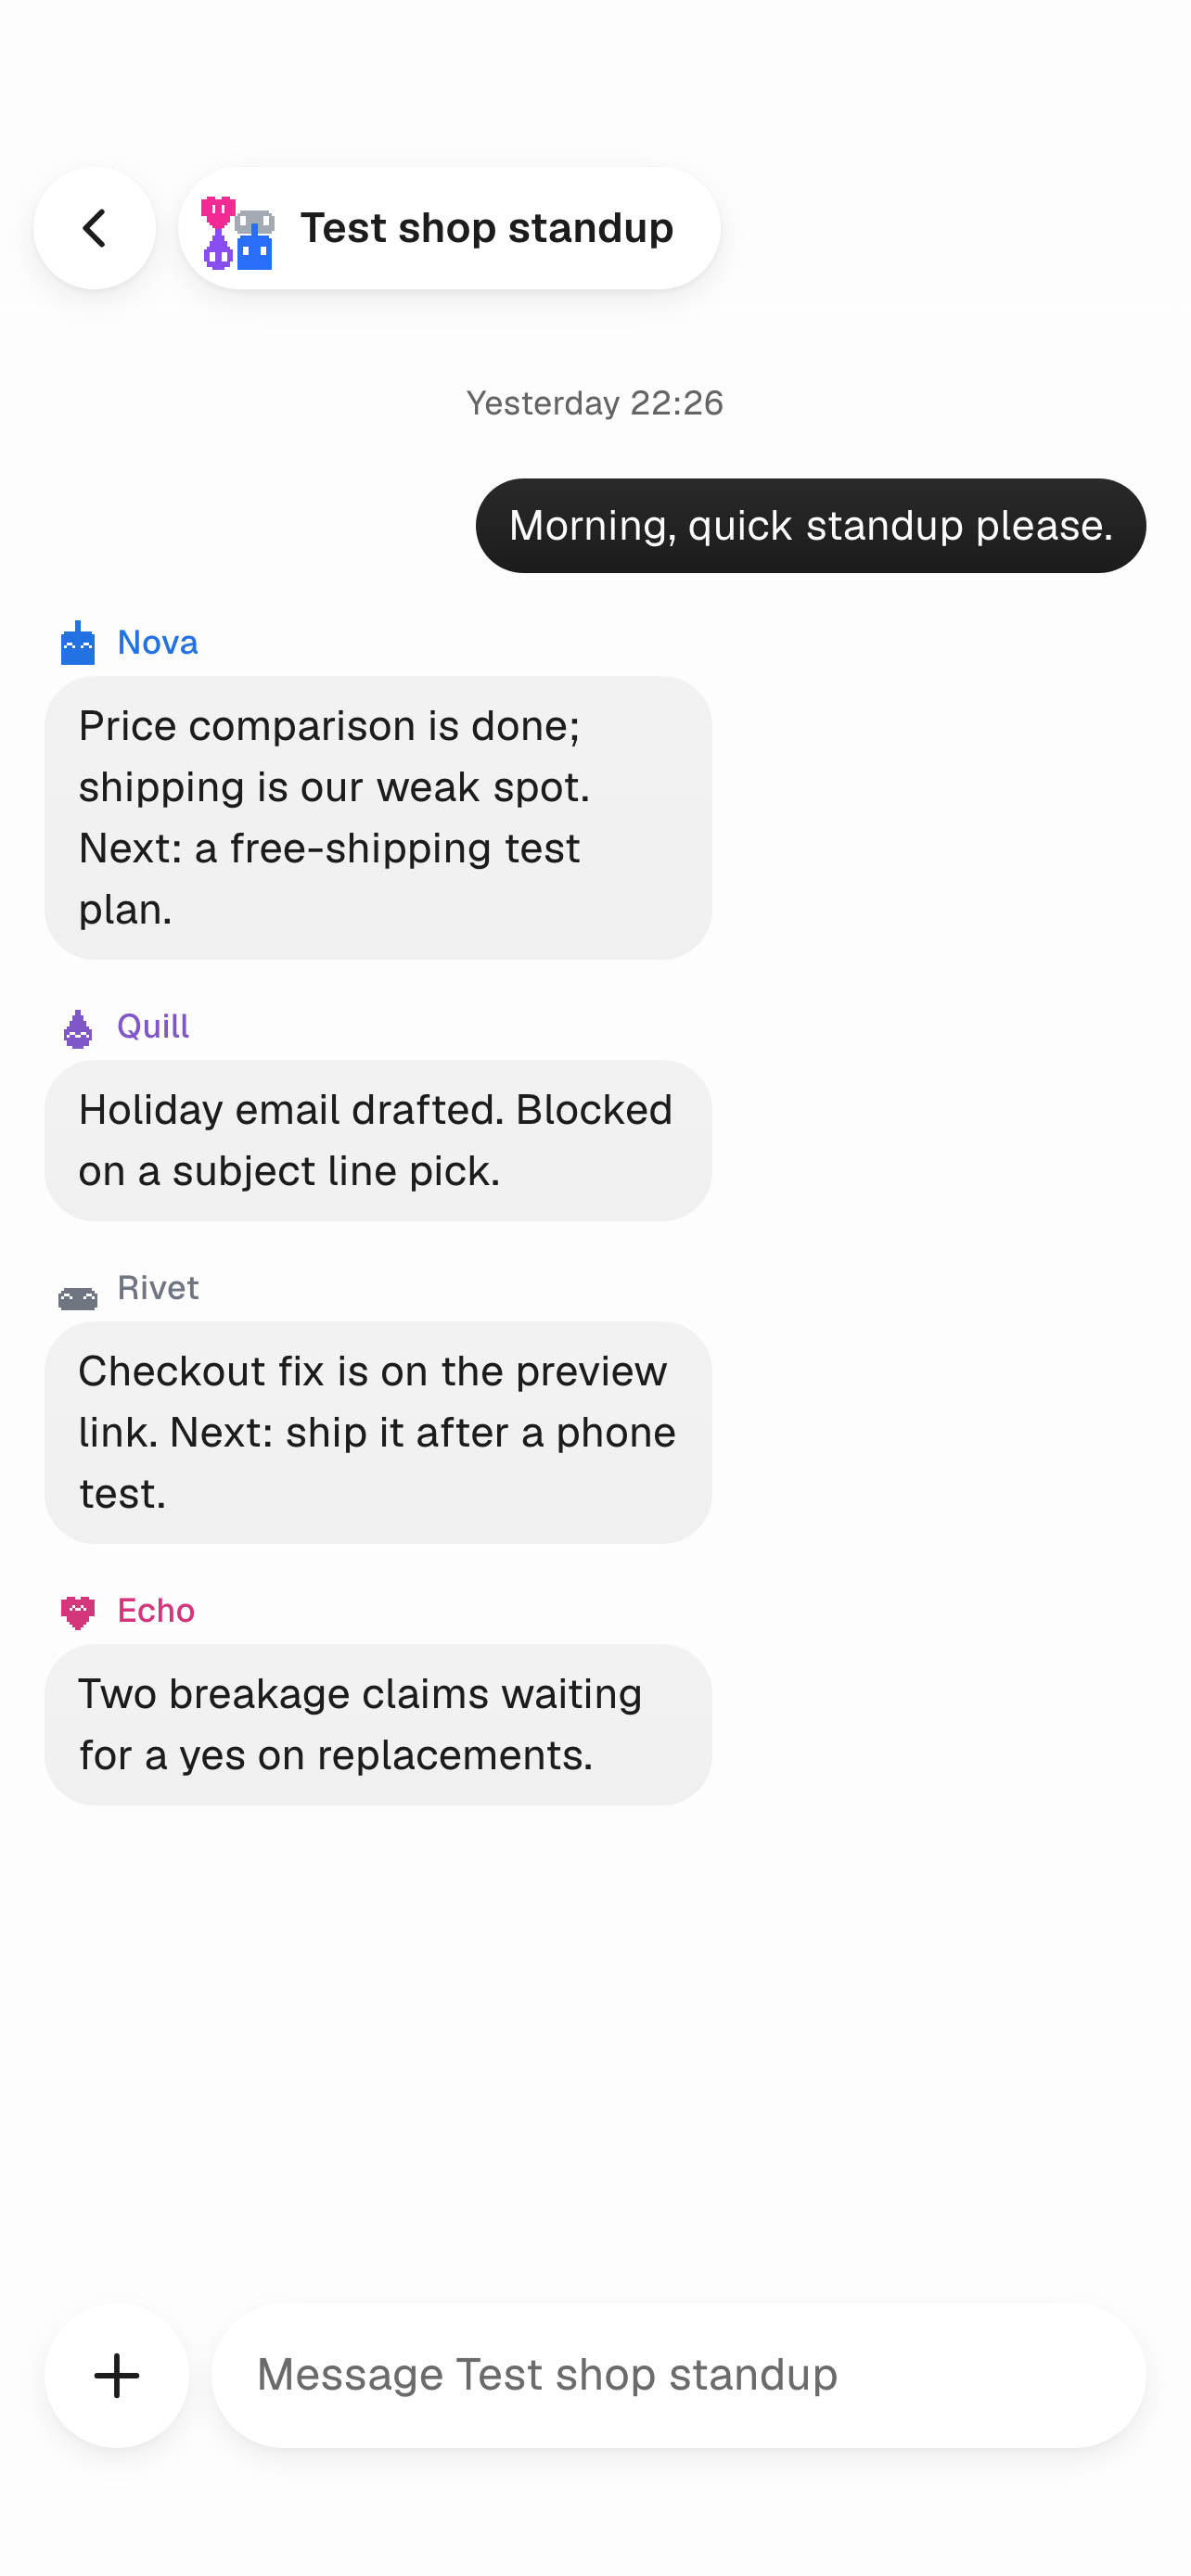 Test shop standup
Yesterday 22:26
Morning, quick standup please.
Nova
Price comparison is done;
shipping is our weak spot.
Next: a free-shipping test
plan.
Quill
Holiday email drafted. Blocked
on a subject line pick.
Rivet
Checkout fix is on the preview
link. Next: ship it after a phone
test.
Echo
Two breakage claims waiting
for a yes on replacements.
Message Test shop standup